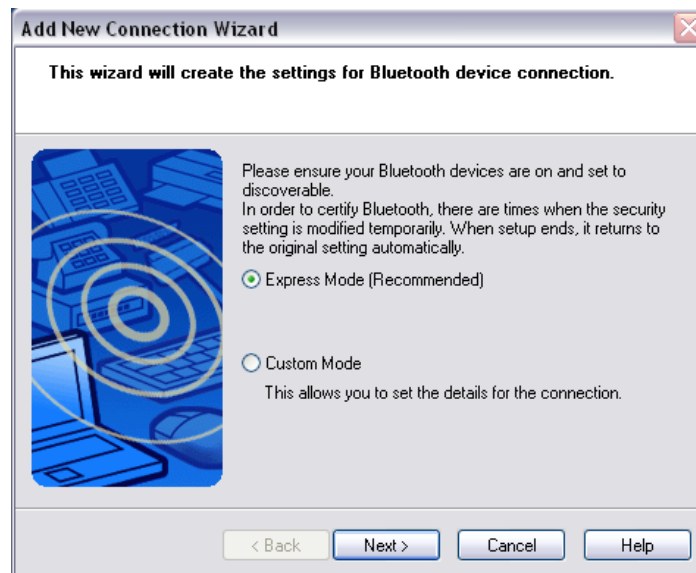 Add New Connection Wizard
This wizard will create the settings for Bluetooth device connection.
Please ensure your Bluetooth devices are on and set to
discoverable.
In order to certify Bluetooth, there are times when the security
setting is modified temporarily. When setup ends, it returns to
the original setting automatically.
Express Mode (Recommended)
Custom Mode
This allows you to set the details for the connection.
< Back Next > Cancel Help